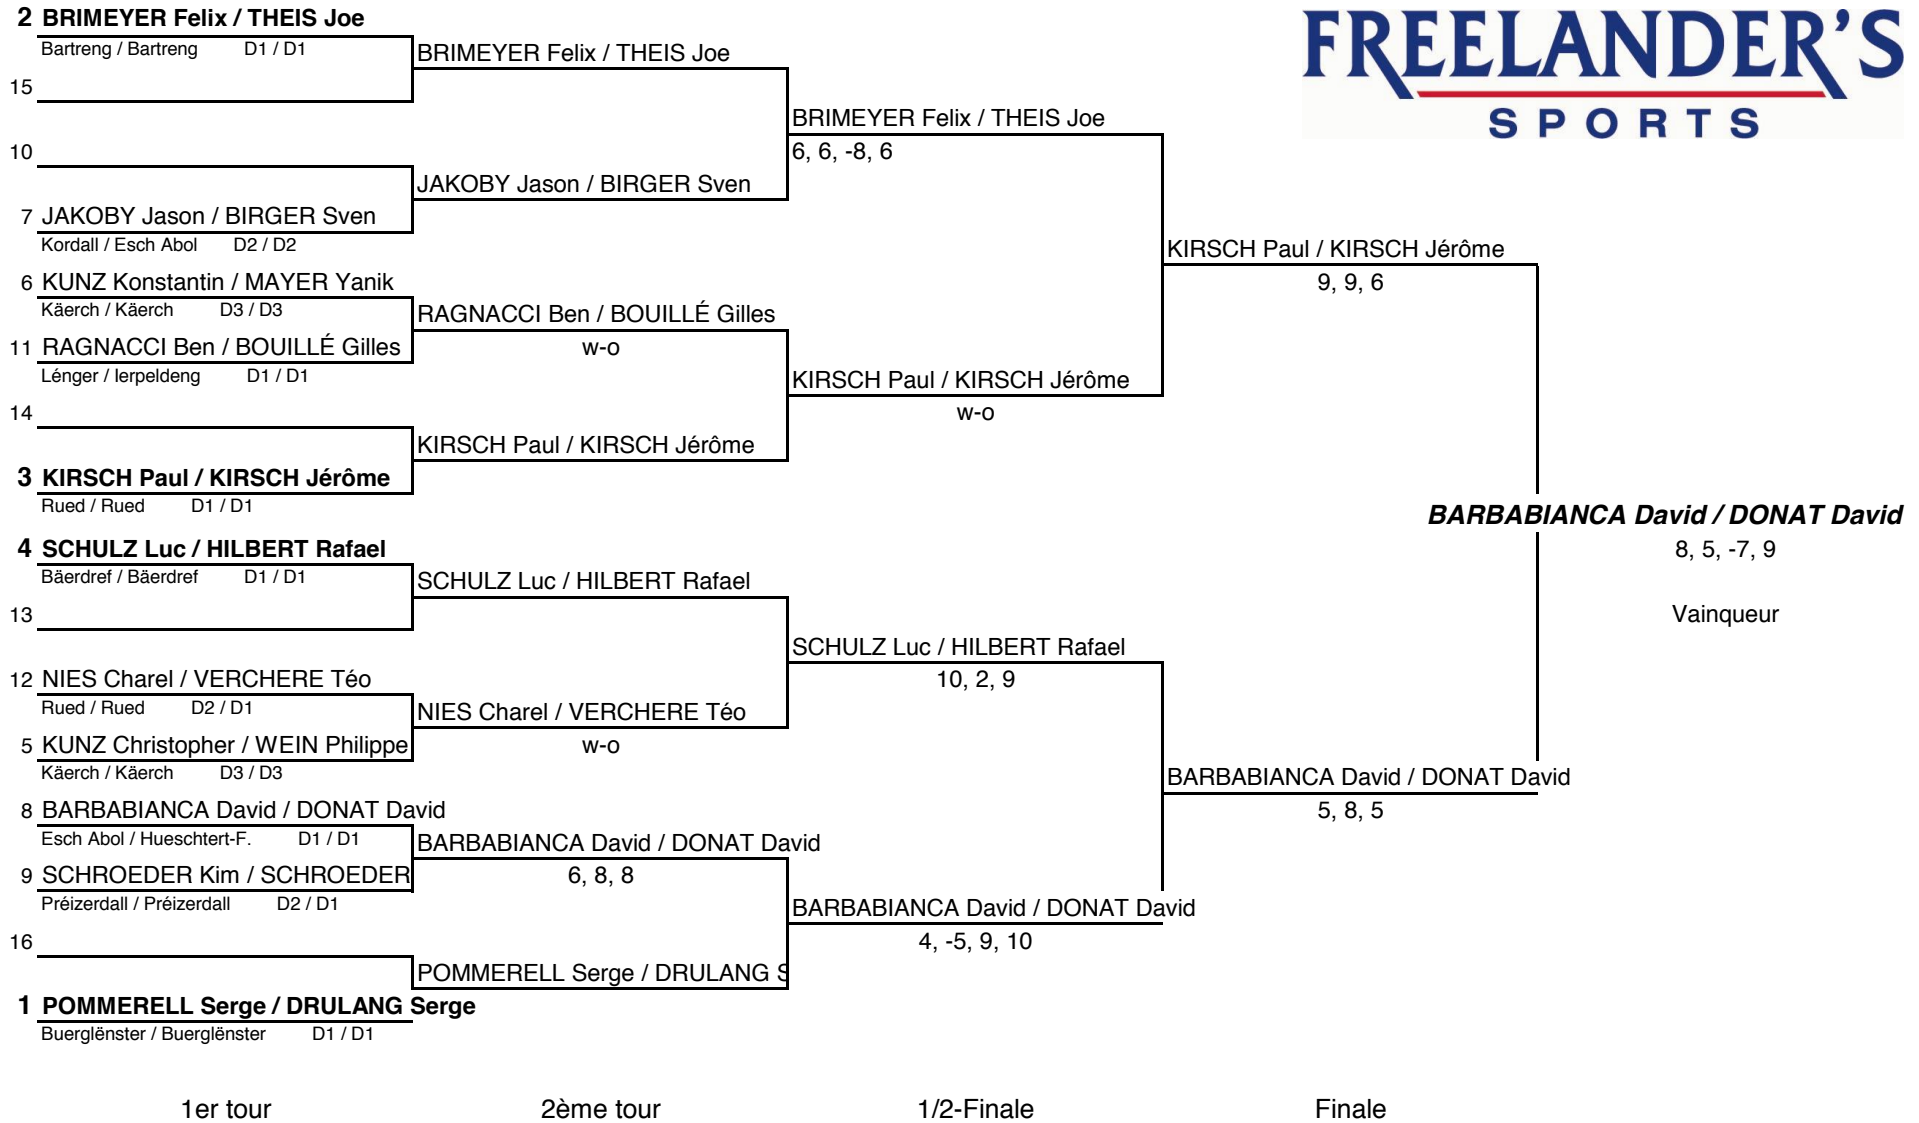 2 BRIMEYER Felix / THEIS Joe
Bartreng / Bartreng D1 / D1
15
10
7 JAKOBY Jason / BIRGER Sven
Kordall / Esch Abol D2 / D2
6 KUNZ Konstantin / MAYER Yanik
Käerch / Käerch D3 / D3
11 RAGNACCI Ben / BOUILLÉ Gilles
Lénger / Ierpeldeng D1 / D1
14
3 KIRSCH Paul / KIRSCH Jérôme
Rued / Rued D1 / D1
4 SCHULZ Luc / HILBERT Rafael
Bäerdref / Bäerdref D1 / D1
13
12 NIES Charel / VERCHERE Téo
Rued / Rued D2 / D1
5 KUNZ Christopher / WEIN Philippe
Käerch / Käerch D3 / D3
8 BARBABIANCA David / DONAT David
Esch Abol / Hueschtert-F. D1 / D1
9 SCHROEDER Kim / SCHROEDER
Préizerdall / Préizerdall D2 / D1
16
1 POMMERELL Serge / DRULANG Serge
Buerglënster / Buerglënster D1 / D1
1er tour
BRIMEYER Felix / THEIS Joe
JAKOBY Jason / BIRGER Sven
RAGNACCI Ben / BOUILLÉ Gilles
w-o
KIRSCH Paul / KIRSCH Jérôme
SCHULZ Luc / HILBERT Rafael
NIES Charel / VERCHERE Téo
w-o
BARBABIANCA David / DONAT David
6, 8, 8
POMMERELL Serge / DRULANG S
2ème tour
BRIMEYER Felix / THEIS Joe
6, 6, -8, 6
KIRSCH Paul / KIRSCH Jérôme
w-o
SCHULZ Luc / HILBERT Rafael
10, 2, 9
BARBABIANCA David / DONAT David
4, -5, 9, 10
1/2-Finale
KIRSCH Paul / KIRSCH Jérôme
9, 9, 6
BARBABIANCA David / DONAT David
5, 8, 5
Finale
FREELANDER'S
SPORTS
BARBABIANCA David / DONAT David
8, 5, -7, 9
Vainqueur